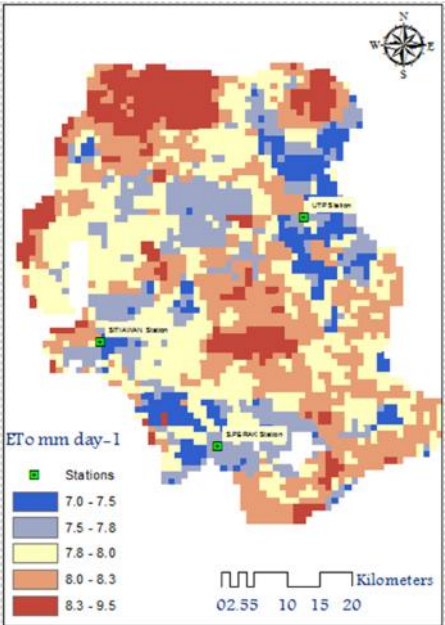 N
W E
S
UTP Station
SITIAWAN Station
S.PERAK Station
ETo mm day-1
Stations
7.0 - 7.5
7.5 - 7.8
7.8 - 8.0
8.0 - 8.3
8.3 - 9.5
Kilometers
02.55 10 15 20